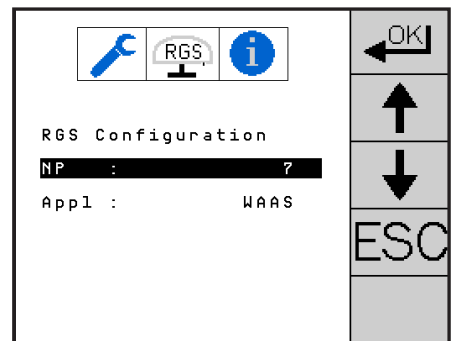 RGS
i
OK
RGS Configuration
NP : 7
Appl : WAAS
ESC